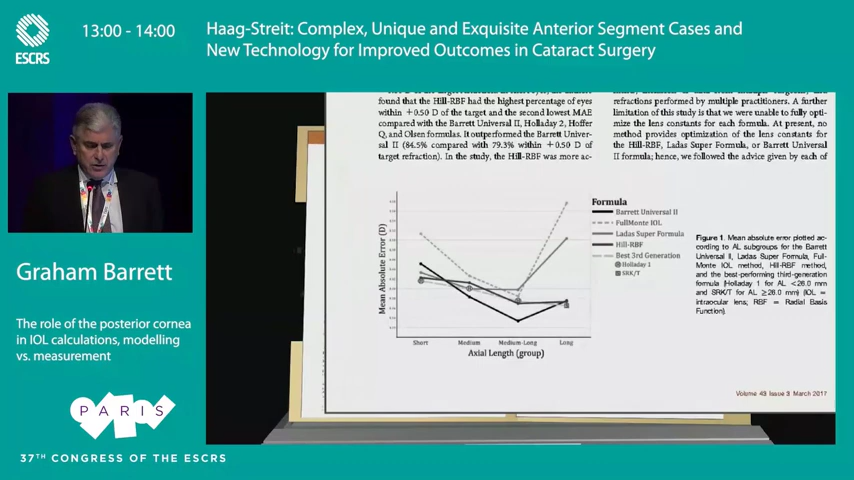 ESCRS
13:00 - 14:00
Haag-Streit: Complex, Unique and Exquisite Anterior Segment Cases and
New Technology for Improved Outcomes in Cataract Surgery
found that the Hill-RBF had the highest percentage of eyes
within +0.50 D of the target and the second lowest MAE
compared with the Barrett Universal II, Holladay 2, Hoffer
Q, and Olsen formulas. It outperformed the Barrett Univer-
sal II (84.5% compared with 79.3% within +0.50 D of
target refraction). In the study, the Hill-RBF was more ac-
refractions performed by multiple practitioners. A further
limitation of this study is that we were unable to fully opti-
mize the lens constants for each formula. At present, no
method provides optimization of the lens constants for
the Hill-RBF, Ladas Super Formula, or Barrett Universal
II formula; hence, we followed the advice given by each of
Mean Absolute Error (D)
Short
Medium
Medium-Long
Long
Axial Length (group)
Formula
Barrett Universal II
FullMonte IOL
Ladas Super Formula
Hill-RBF
Best 3rd Generation
Holladay 1
SRK/T
Figure 1. Mean absolute error plotted ac-
cording to AL subgroups for the Barrett
Universal II, Ladas Super Formula, Full-
Monte IOL method, Hill-RBF method,
and the best-performing third-generation
formula (Holladay 1 for AL <26.0 mm
and SRK/T for AL ≥26.0 mm) (IOL =
intraocular lens; RBF = Radial Basis
Function).
Volume 43 Issue 3 March 2017
Graham Barrett
The role of the posterior cornea
in IOL calculations, modelling
vs. measurement
PARIS
37TH CONGRESS OF THE ESCRS